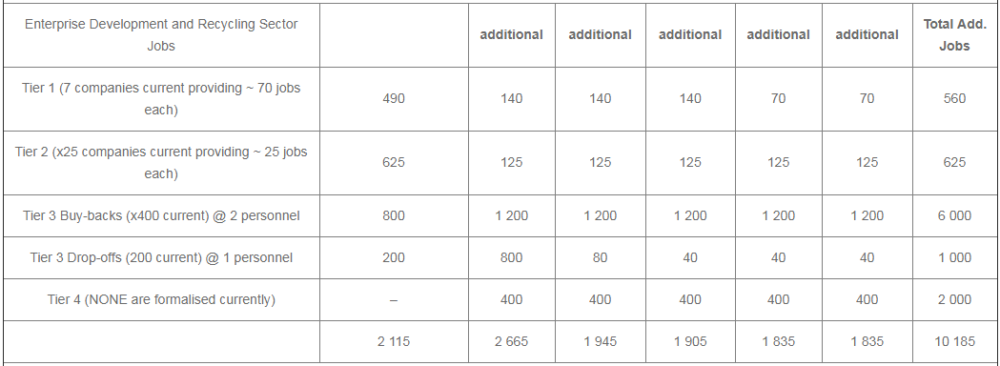 Enterprise Development and Recycling Sector
Jobs
additional additional additional additional additional Total Add.
Jobs
Tier 1 (7 companies current providing ~ 70 jobs
each) 490 140 140 140 70 70 560
Tier 2 (x25 companies current providing ~ 25 jobs
each) 625 125 125 125 125 125 625
Tier 3 Buy-backs (x400 current) @ 2 personnel 800 1 200 1 200 1 200 1 200 1 200 6 000
Tier 3 Drop-offs (200 current) @ 1 personnel 200 800 80 40 40 40 1 000
Tier 4 (NONE are formalised currently) – 400 400 400 400 400 2 000
2 115 2 665 1 945 1 905 1 835 1 835 10 185